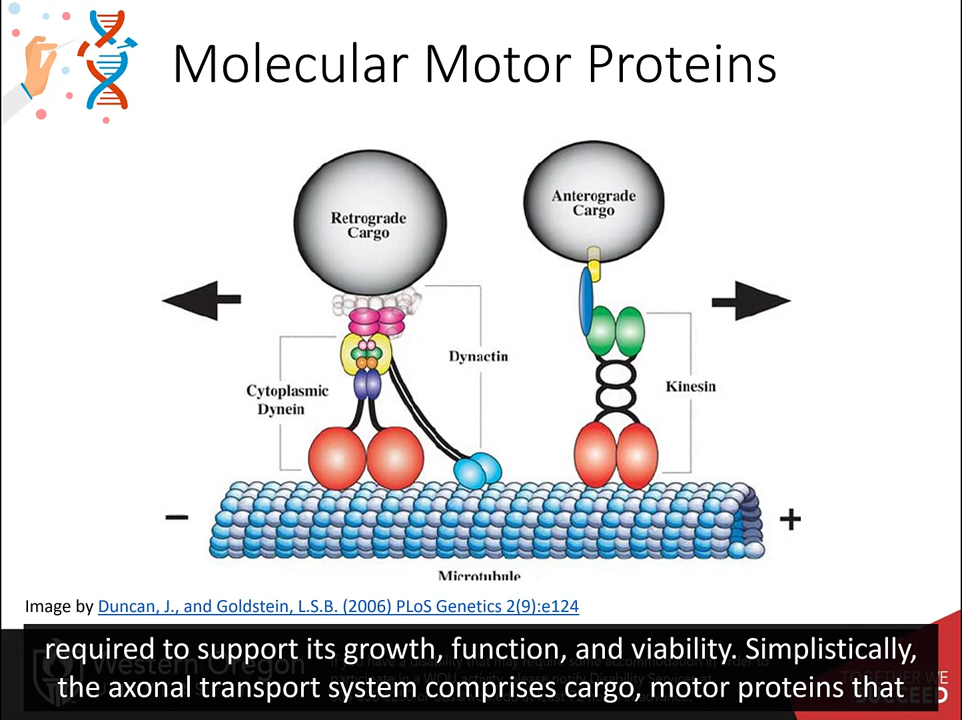 Molecular Motor Proteins
Retrograde
Cargo
Anterograde
Cargo
Dynactin
Cytoplasmic
Dynein
Kinesin
−
+
Microtubule
Image by Duncan, J., and Goldstein, L.S.B. (2006) PLoS Genetics 2(9):e124
required to support its growth, function, and viability. Simplistically,
the axonal transport system comprises cargo, motor proteins that
Western Oregon